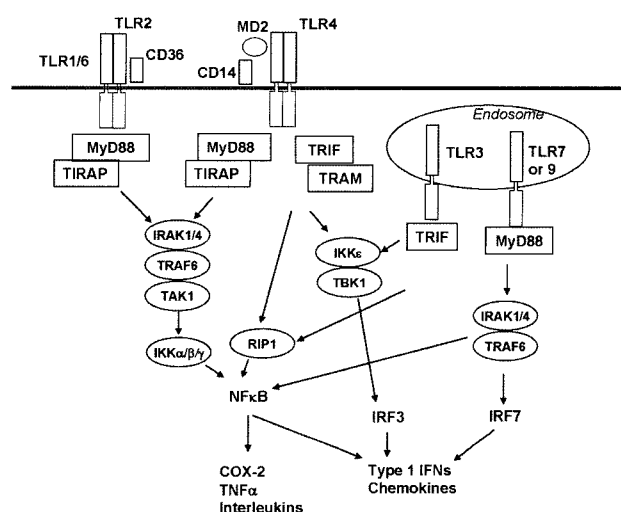 TLR2
TLR1/6
CD36
MD2
TLR4
CD14
MyD88
TIRAP
MyD88
TIRAP
TRIF
TRAM
Endosome
TLR3
TLR7
or 9
TRIF
MyD88
IRAK1/4
TRAF6
TAK1
IKKε
TBK1
IRAK1/4
TRAF6
IKKα/β/γ
RIP1
NFκB
IRF3
IRF7
COX-2
TNFα
Interleukins
Type 1 IFNs
Chemokines